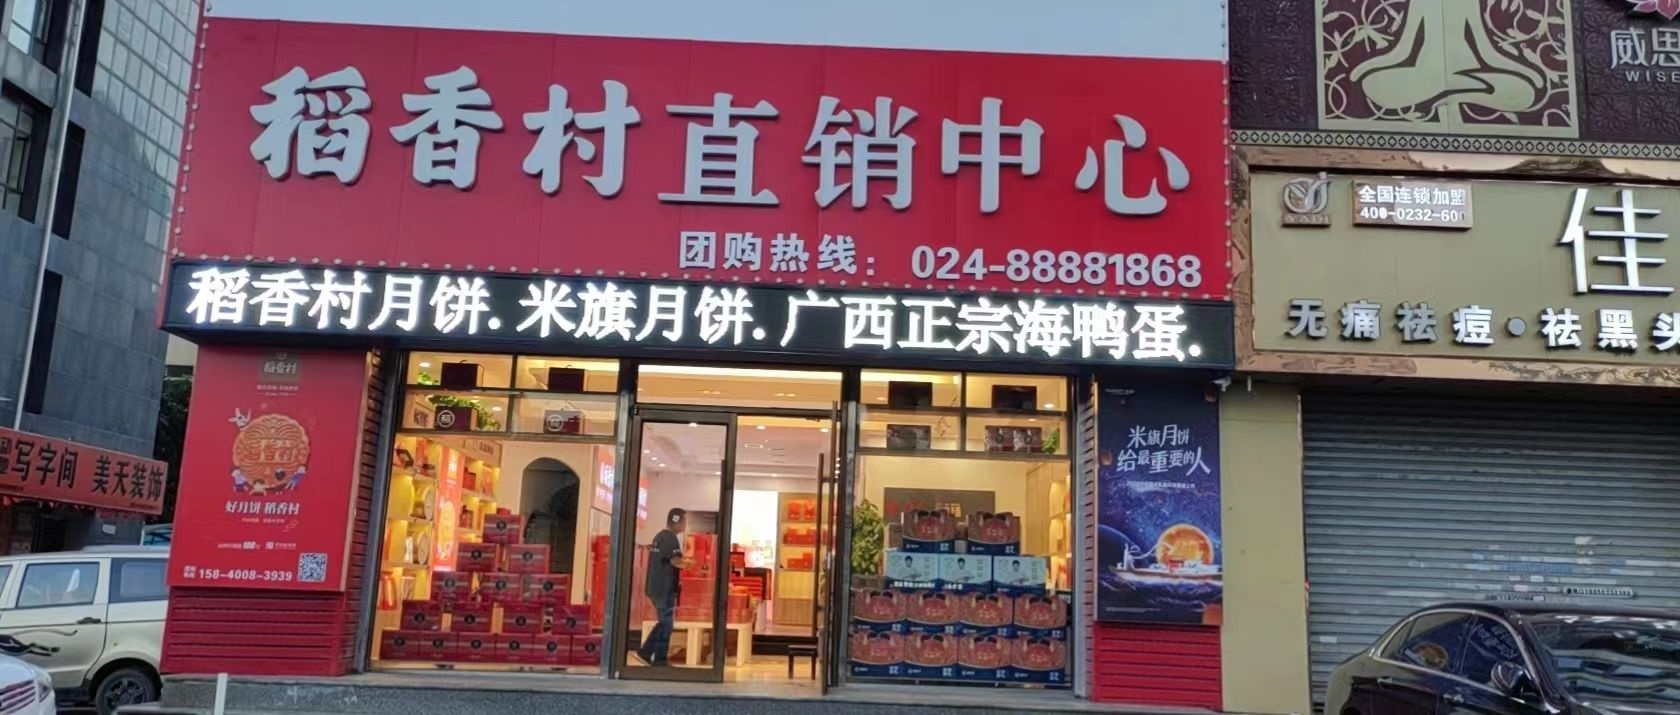 稻香村直销中心
团购热线：024-88881868
稻香村月饼.米旗月饼.广西正宗海鸭蛋.
稻香村
好月饼 稻香村
158-4008-3939
米旗月饼
给最重要的人
写字间 美天装饰
威思
WISE
全国连锁加盟
400-0232-600
佳
无痛祛痘·祛黑头